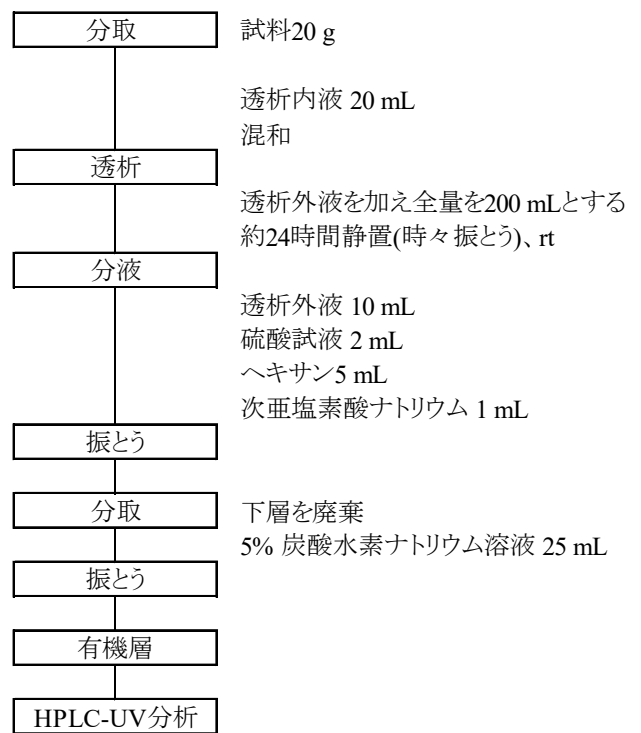 分取
試料20 g
透析内液 20 mL
混和
透析
透析外液を加え全量を200 mLとする
約24時間静置(時々振とう)、rt
分液
透析外液 10 mL
硫酸試液 2 mL
ヘキサン5 mL
次亜塩素酸ナトリウム 1 mL
振とう
分取
下層を廃棄
5% 炭酸水素ナトリウム溶液 25 mL
振とう
有機層
HPLC-UV分析